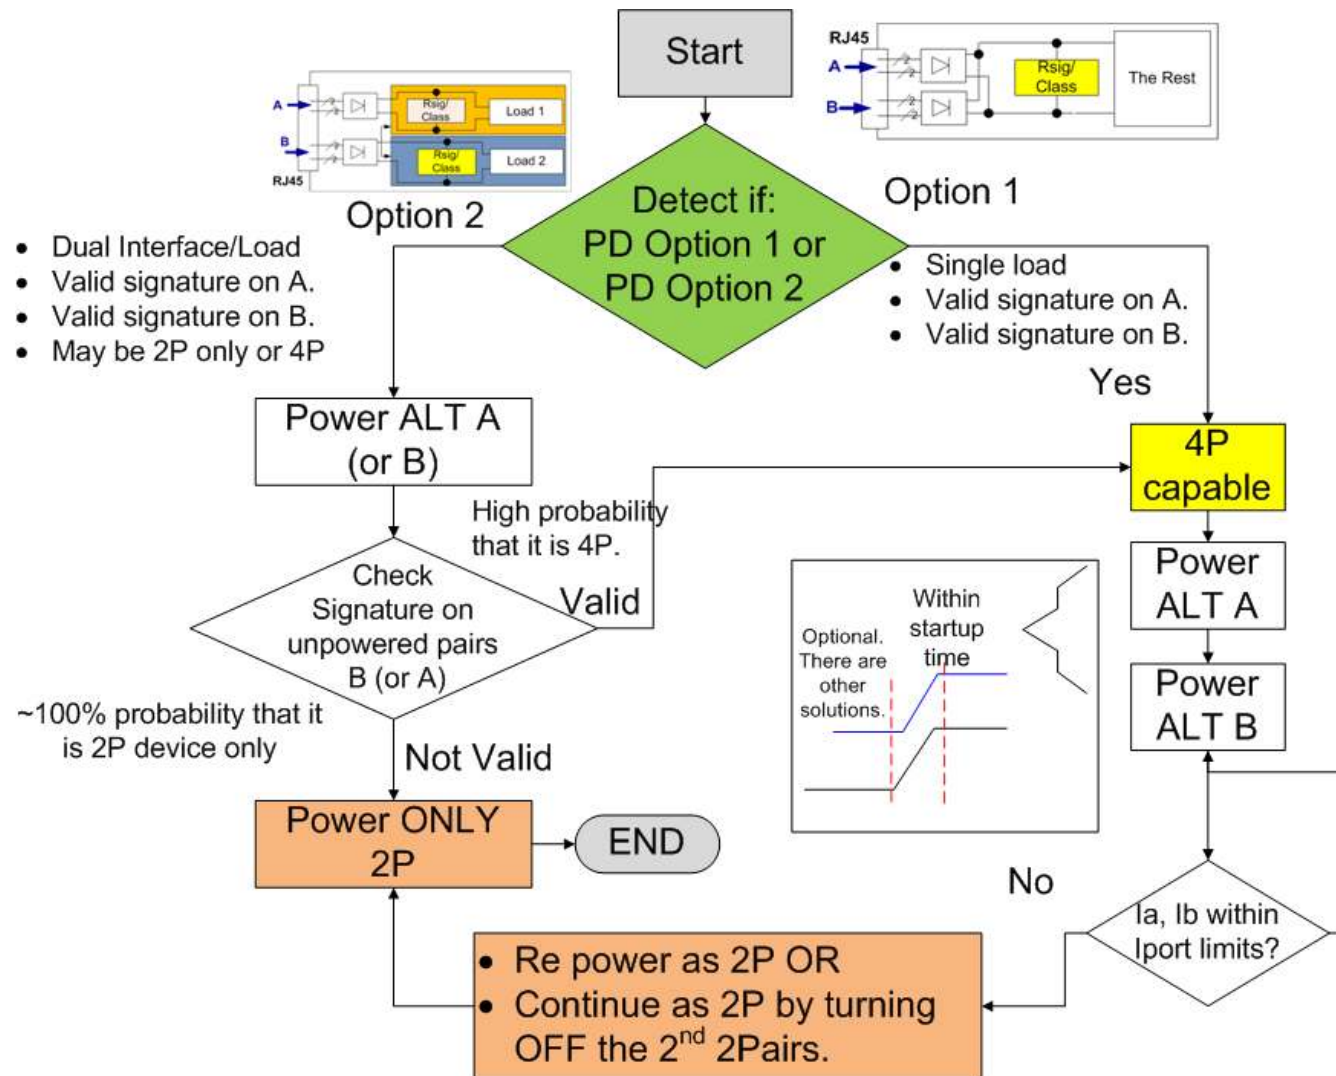 Start
RJ45
A
B
2
2
Rsig/
Class
The Rest
A
B
2
2
RJ45
Rsig/
Class
Load 1
Rsig/
Class
Load 2
Option 2
Option 1
Detect if:
PD Option 1 or
PD Option 2
• Dual Interface/Load
• Valid signature on A.
• Valid signature on B.
• May be 2P only or 4P
• Single load
• Valid signature on A.
• Valid signature on B.
Yes
Power ALT A
(or B)
4P
capable
High probability
that it is 4P.
Check
Signature on
unpowered pairs
B (or A)
Valid
Power
ALT A
Within
startup
time
Optional.
There are
other
solutions.
Power
ALT B
~100% probability that it
is 2P device only
Not Valid
Power ONLY
2P
END
No
Ia, Ib within
Iport limits?
• Re power as 2P OR
• Continue as 2P by turning
OFF the 2nd 2Pairs.